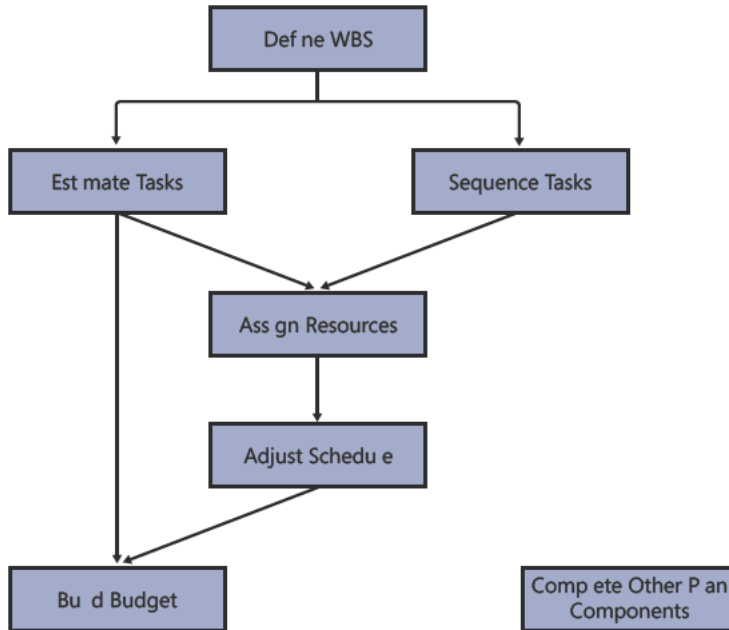 Def ne WBS
Est mate Tasks
Sequence Tasks
Ass gn Resources
Adjust Schedu e
Bu d Budget
Comp ete Other P an
Components